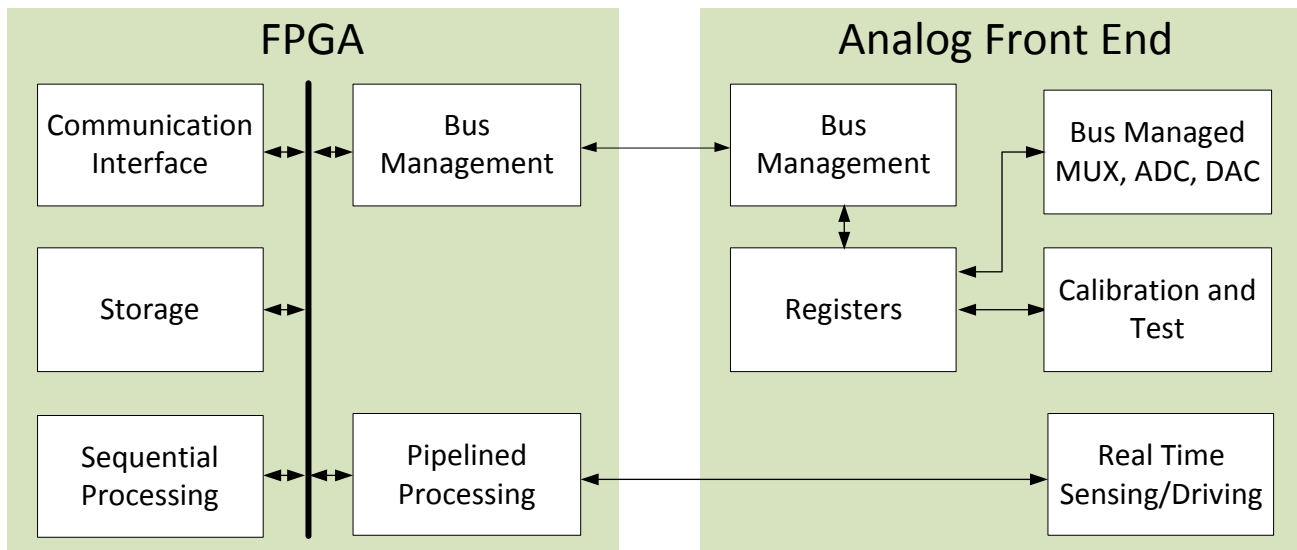 FPGA
Communication
Interface
Bus
Management
Storage
Sequential
Processing
Pipelined
Processing
Analog Front End
Bus
Management
Bus Managed
MUX, ADC, DAC
Registers
Calibration and
Test
Real Time
Sensing/Driving